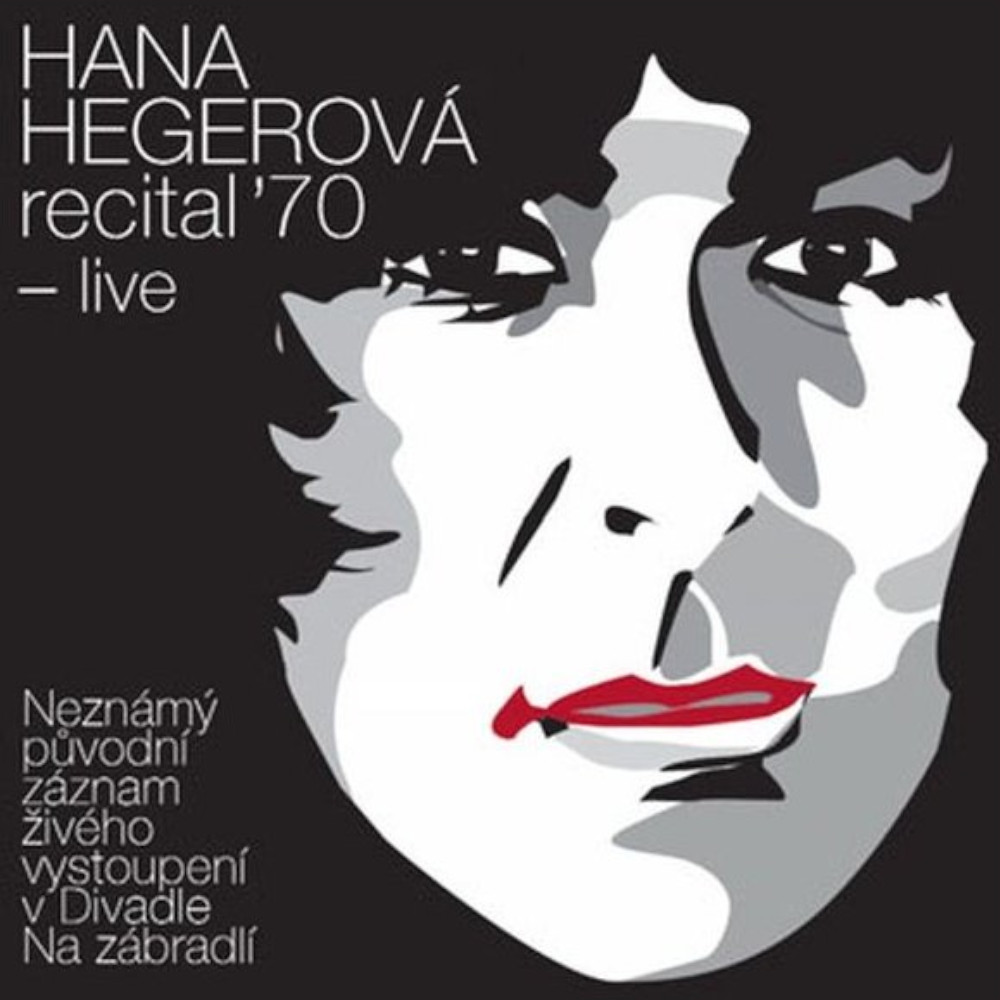 HANA
HEGEROVÁ
recital '70
– live
Neznámý
původní
záznam
živého
vystoupení
v Divadle
Na zábradlí